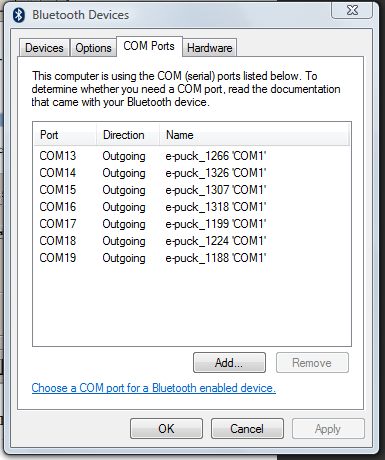 Bluetooth Devices
Devices Options COM Ports Hardware
This computer is using the COM (serial) ports listed below. To
determine whether you need a COM port, read the documentation
that came with your Bluetooth device.
Port Direction Name
COM13 Outgoing e-puck_1266 'COM1'
COM14 Outgoing e-puck_1326 'COM1'
COM15 Outgoing e-puck_1307 'COM1'
COM16 Outgoing e-puck_1318 'COM1'
COM17 Outgoing e-puck_1199 'COM1'
COM18 Outgoing e-puck_1224 'COM1'
COM19 Outgoing e-puck_1188 'COM1'
Add... Remove
Choose a COM port for a Bluetooth enabled device.
OK Cancel Apply